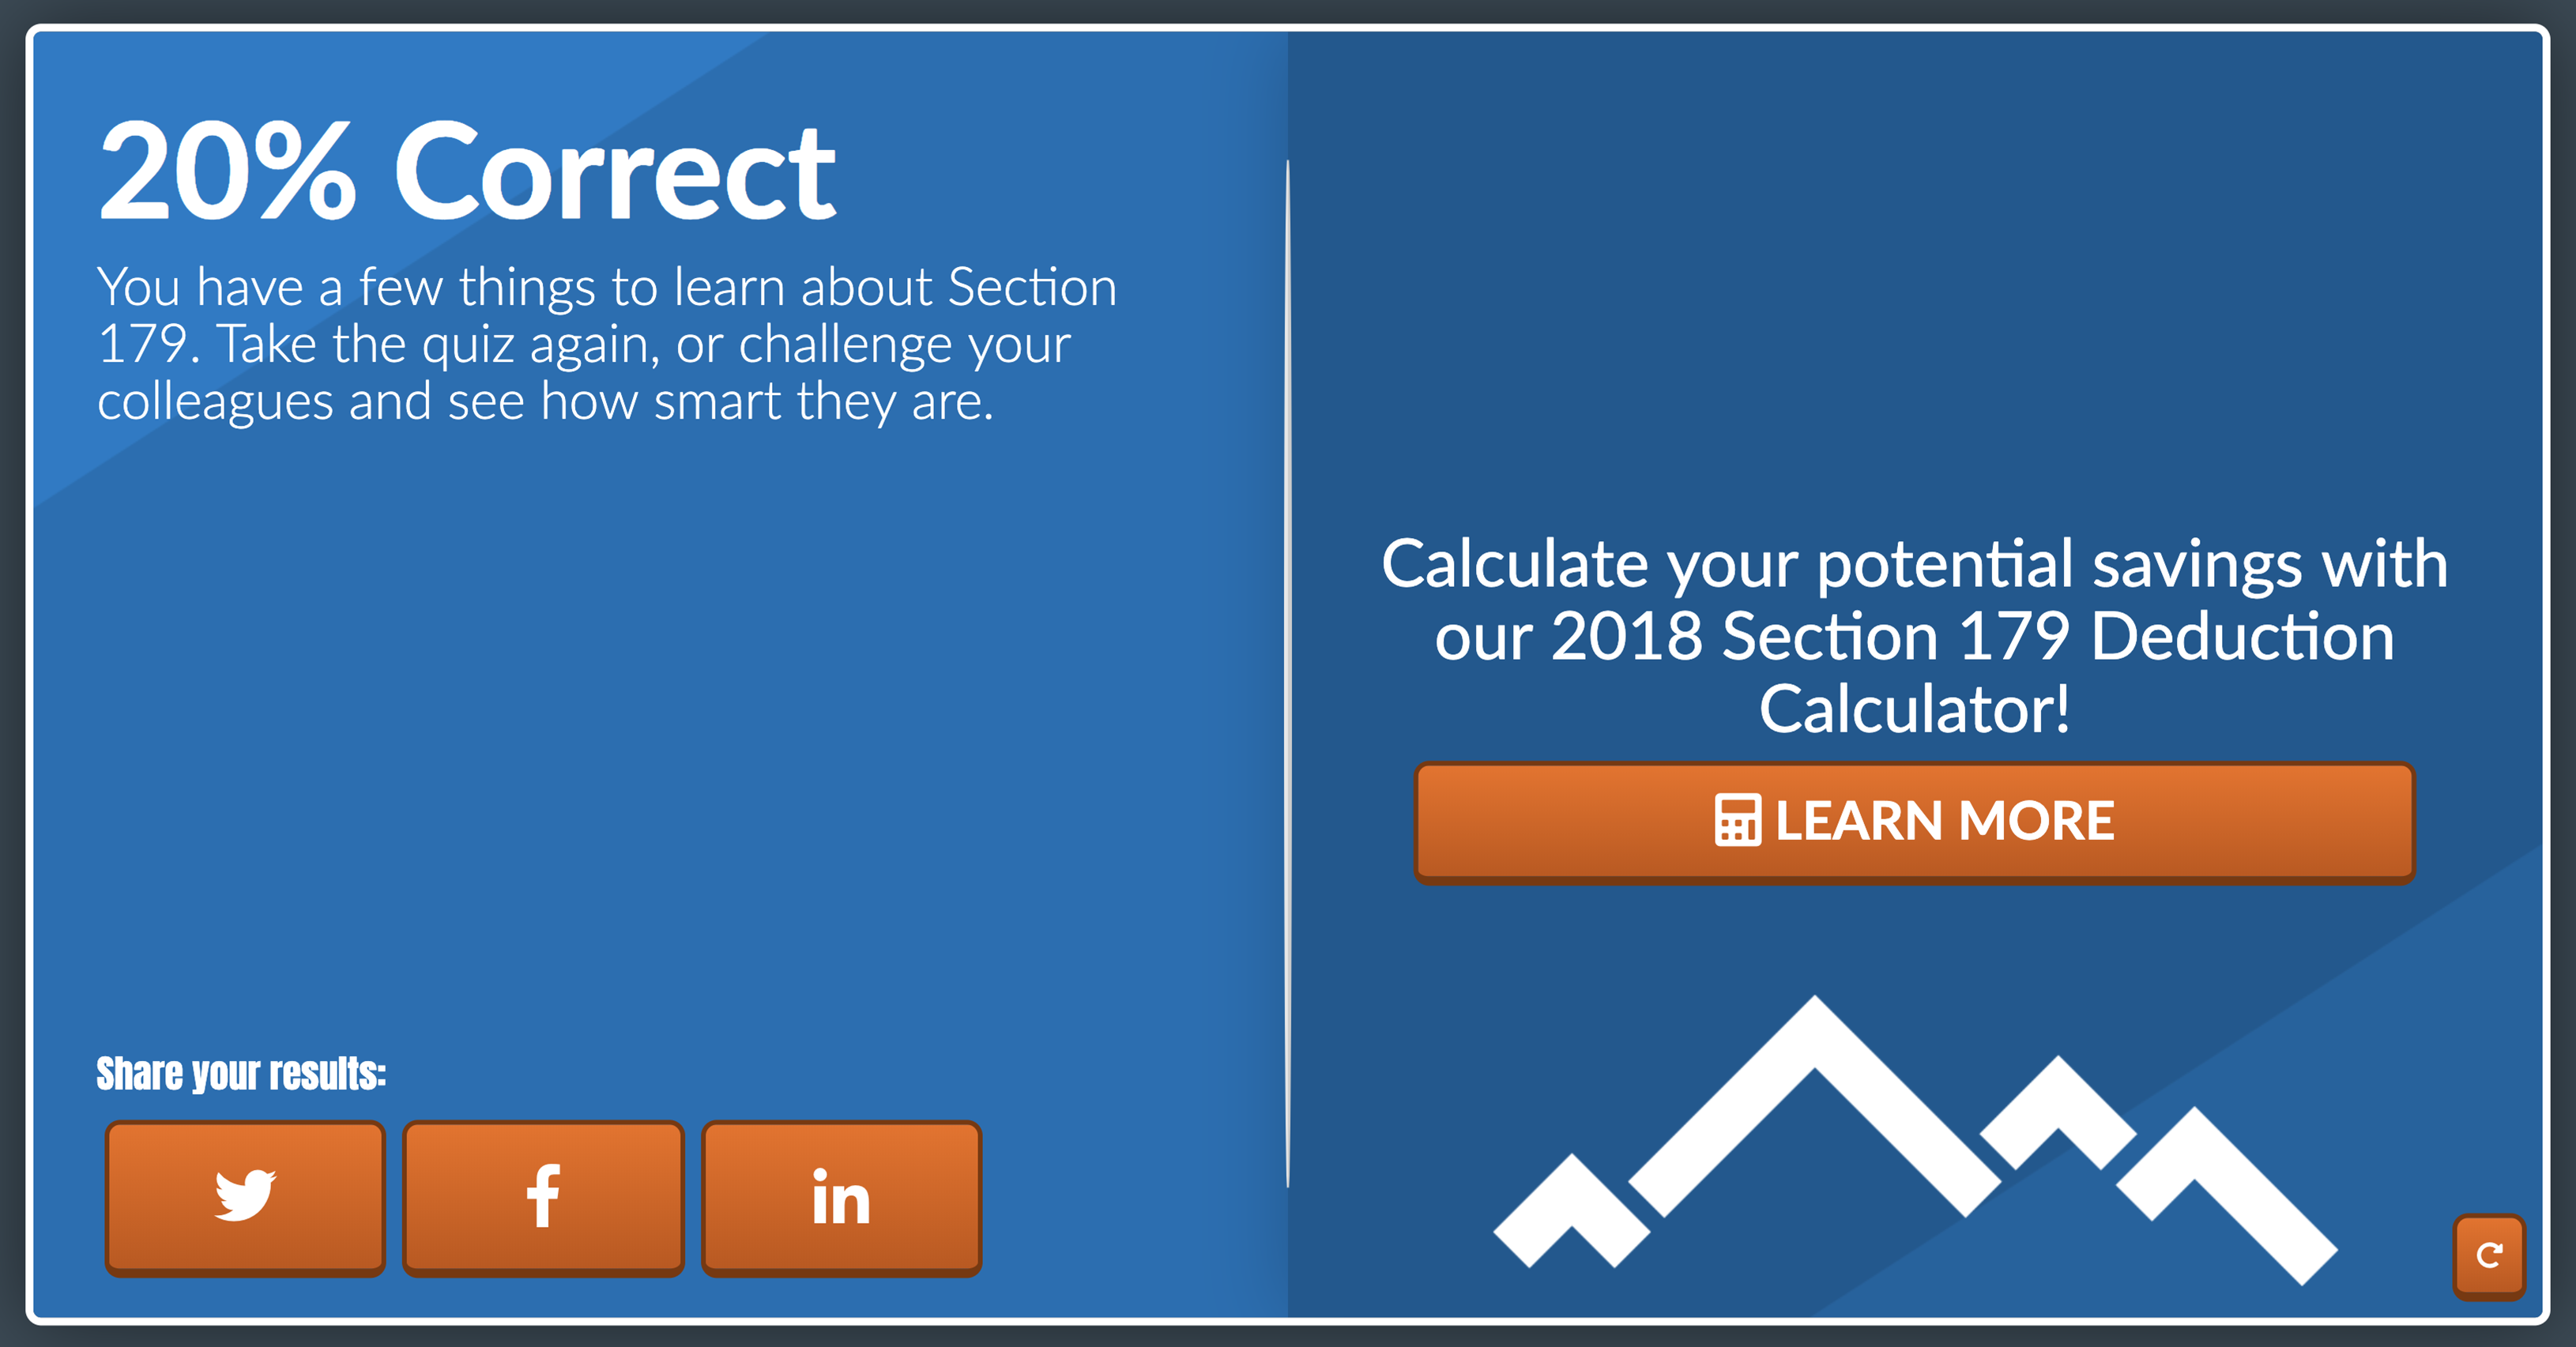 20% Correct
You have a few things to learn about Section
179. Take the quiz again, or challenge your
colleagues and see how smart they are.
Share your results:
Calculate your potential savings with
our 2018 Section 179 Deduction
Calculator!
LEARN MORE